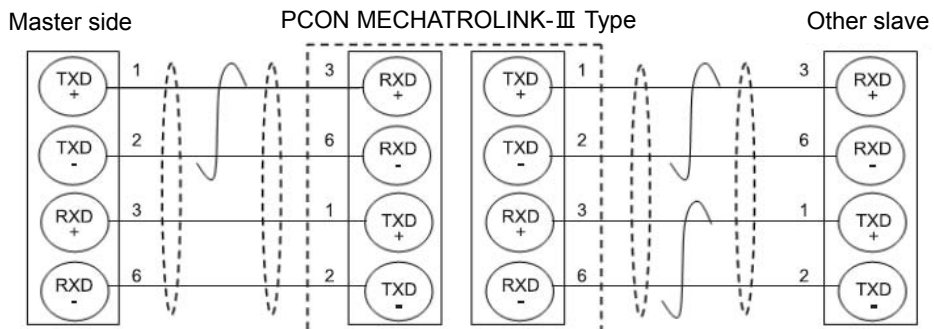 Master side PCON MECHATROLINK-Ⅲ Type Other slave
TXD + 1 3 RXD + TXD + 1 3 RXD +
TXD - 2 6 RXD - TXD - 2 6 RXD -
RXD + 3 1 TXD + RXD + 3 1 TXD +
RXD - 6 2 TXD - RXD - 6 2 TXD -